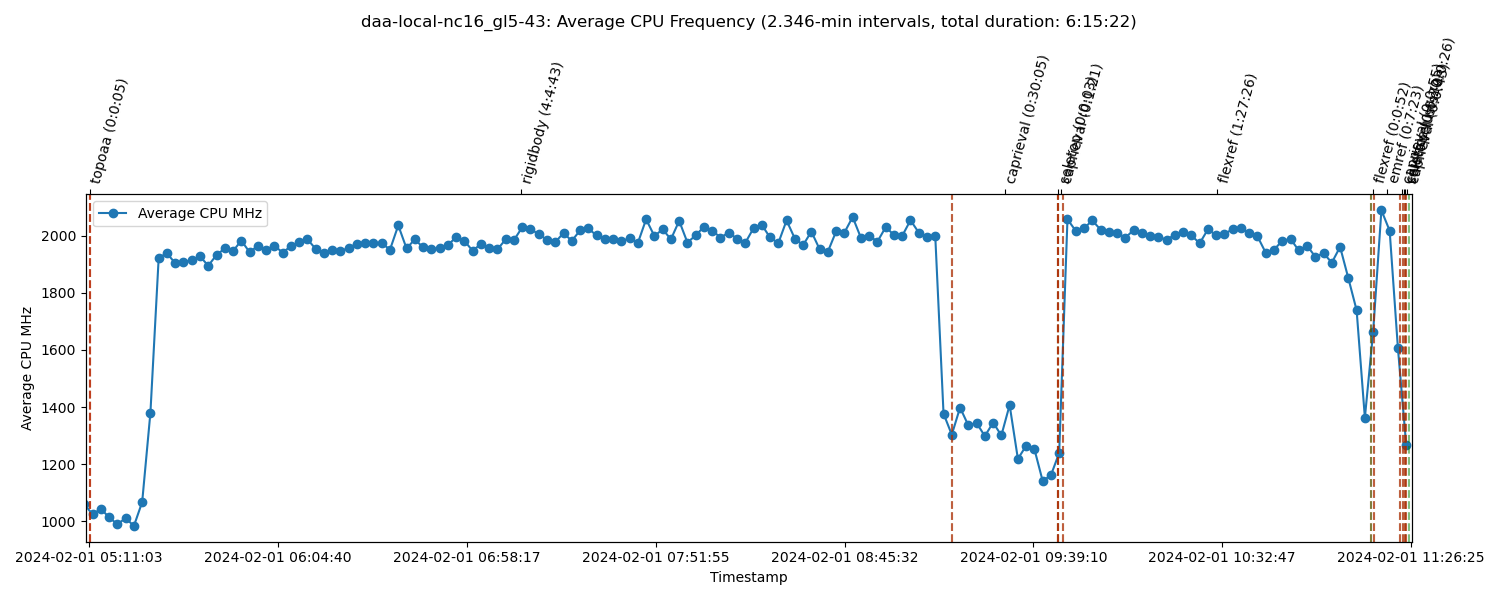 daa-local-nc16_gl5-43: Average CPU Frequency (2.346-min intervals, total duration: 6:15:22)
topoaa (0:0:05)
rigidbody (4:4:43)
caprieval (0:30:05)
caprieval (0:1:21)
flexref (1:27:26)
flexref (0:0:52)
emref (0:7:23)
Average CPU MHz
Average CPU MHz
2000
1800
1600
1400
1200
1000
2024-02-01 05:11:03
2024-02-01 06:04:40
2024-02-01 06:58:17
2024-02-01 07:51:55
2024-02-01 08:45:32
2024-02-01 09:39:10
2024-02-01 10:32:47
2024-02-01 11:26:25
Timestamp